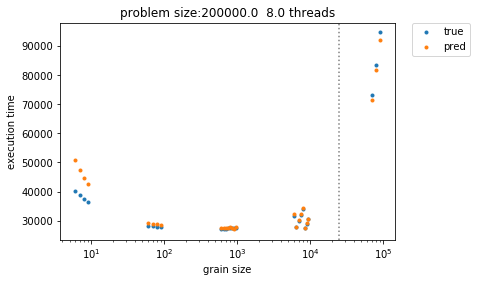 problem size:200000.0  8.0 threads
true
pred
execution time
90000
80000
70000
60000
50000
40000
30000
10¹
10²
10³
10⁴
10⁵
grain size